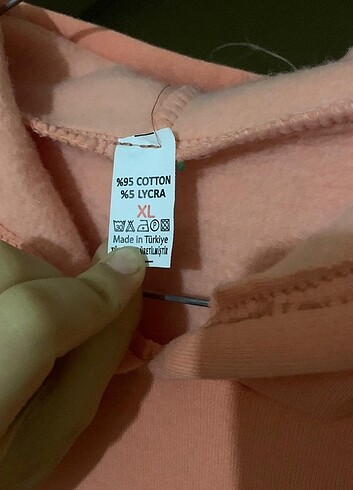 %95 COTTON
%5 LYCRA
XL
Made in Türkiye